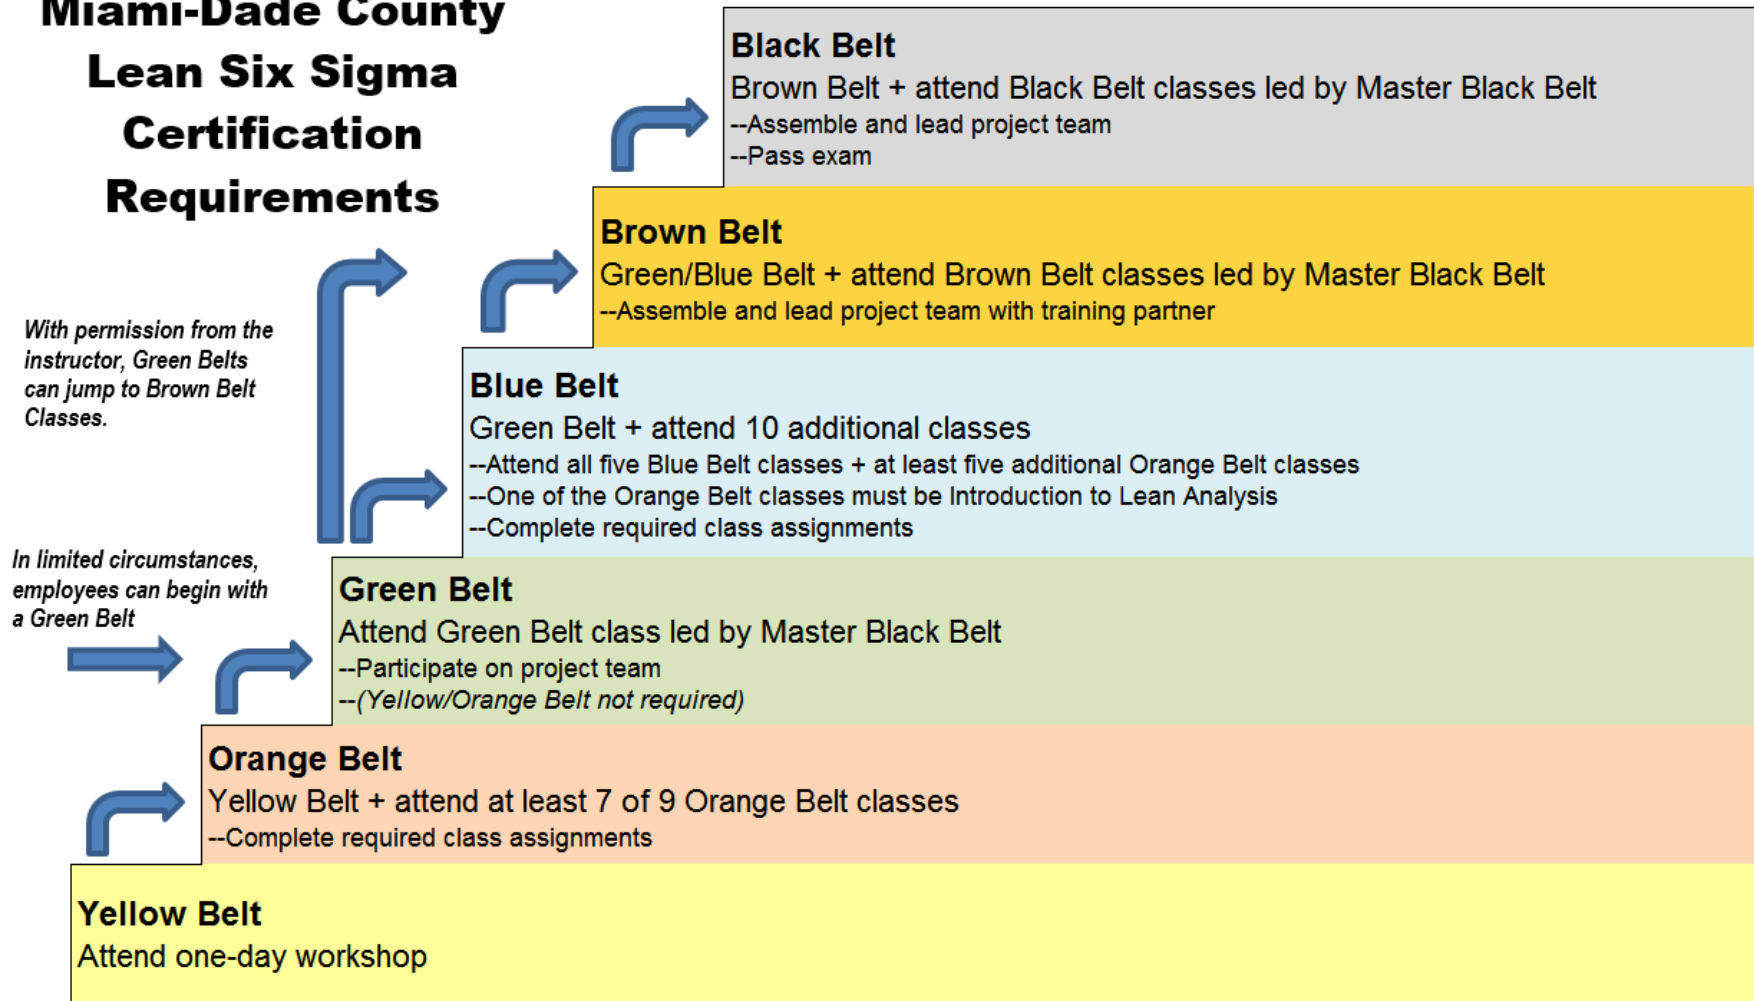 Miami-Dade County
Lean Six Sigma
Certification
Requirements
Black Belt
Brown Belt + attend Black Belt classes led by Master Black Belt
--Assemble and lead project team
--Pass exam
Brown Belt
Green/Blue Belt + attend Brown Belt classes led by Master Black Belt
--Assemble and lead project team with training partner
With permission from the
instructor, Green Belts
can jump to Brown Belt
Classes.
Blue Belt
Green Belt + attend 10 additional classes
--Attend all five Blue Belt classes + at least five additional Orange Belt classes
--One of the Orange Belt classes must be Introduction to Lean Analysis
--Complete required class assignments
In limited circumstances,
employees can begin with
a Green Belt
Green Belt
Attend Green Belt class led by Master Black Belt
--Participate on project team
--(Yellow/Orange Belt not required)
Orange Belt
Yellow Belt + attend at least 7 of 9 Orange Belt classes
--Complete required class assignments
Yellow Belt
Attend one-day workshop